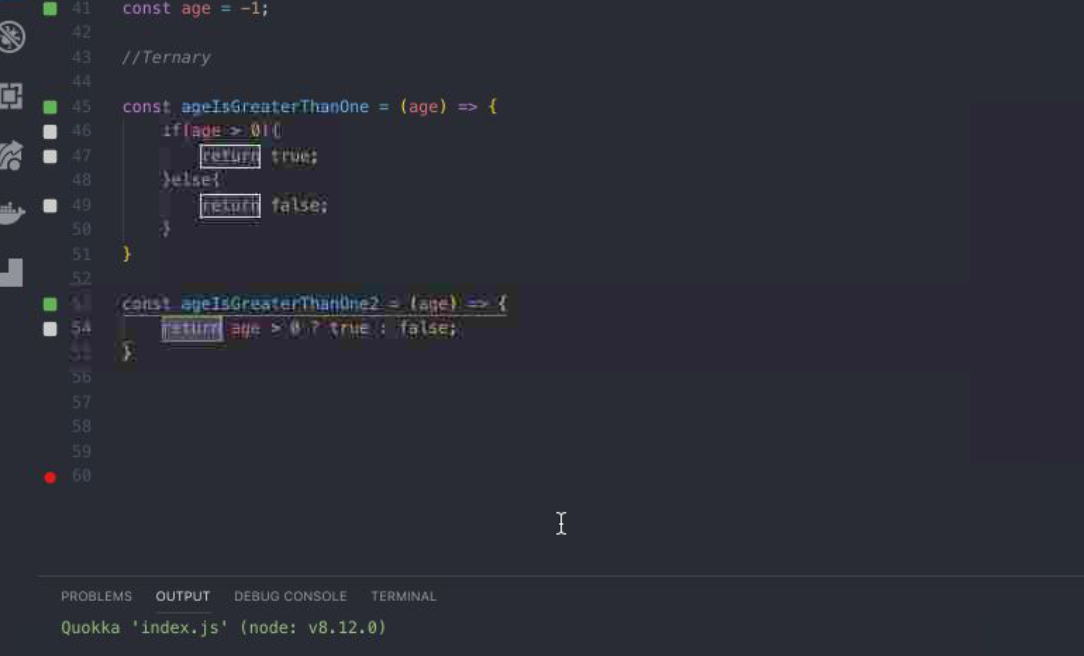 41 const age = -1;
42
43 //Ternary
44
45 const ageIsGreaterThanOne = (age) => {
46 if(age > 0){
47 return true;
48 }else{
49 return false;
50 }
51 }
52
53 const ageIsGreaterThanOne2 = (age) => {
54 return age > 0 ? true : false;
55 }
56
57
58
59
60
PROBLEMS OUTPUT DEBUG CONSOLE TERMINAL
Quokka 'index.js' (node: v8.12.0)